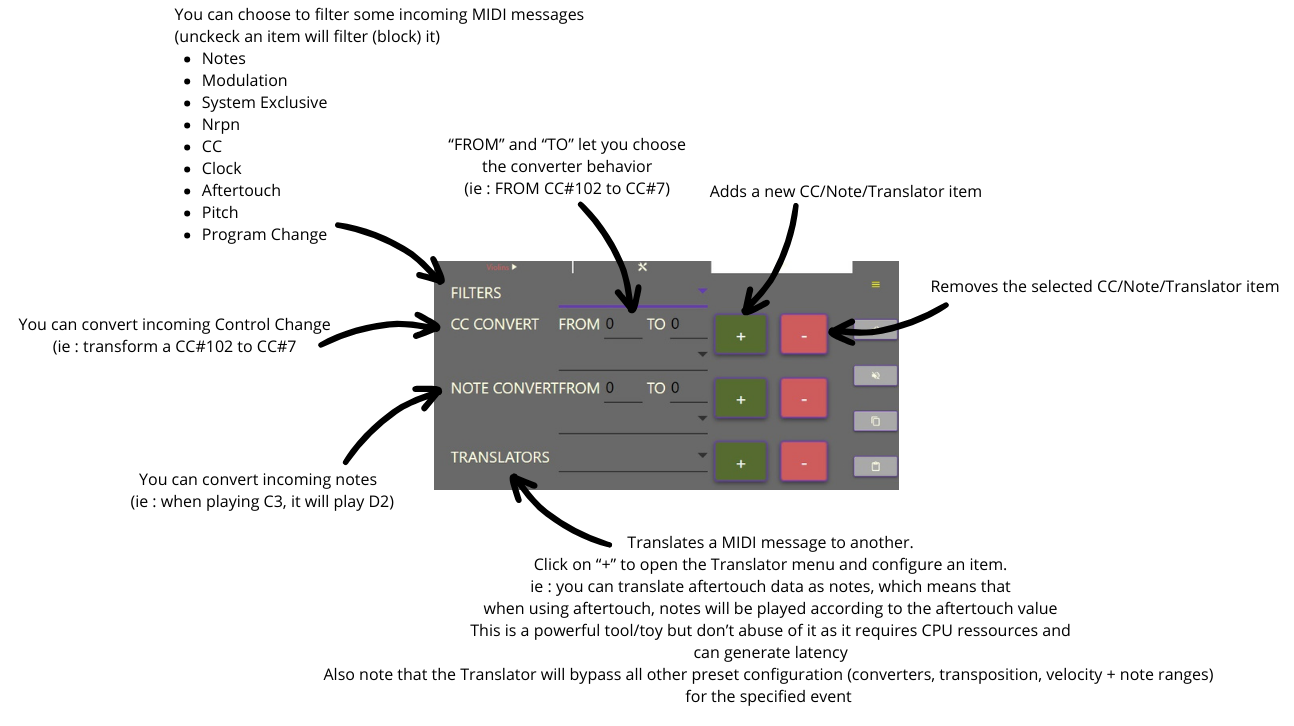 You can choose to filter some incoming MIDI messages
(unckeck an item will filter (block) it)
• Notes
• Modulation
• System Exclusive
• Nrpn
• CC
• Clock
• Aftertouch
• Pitch
• Program Change
“FROM” and “TO” let you choose
the converter behavior
(ie : FROM CC#102 to CC#7)
Adds a new CC/Note/Translator item
Removes the selected CC/Note/Translator item
You can convert incoming Control Change
(ie : transform a CC#102 to CC#7
You can convert incoming notes
(ie : when playing C3, it will play D2)
Violins
FILTERS
CC CONVERT FROM 0 TO 0 + -
NOTE CONVERT FROM 0 TO 0 + -
TRANSLATORS + -
Translates a MIDI message to another.
Click on “+” to open the Translator menu and configure an item.
ie : you can translate aftertouch data as notes, which means that
when using aftertouch, notes will be played according to the aftertouch value
This is a powerful tool/toy but don’t abuse of it as it requires CPU ressources and
can generate latency
Also note that the Translator will bypass all other preset configuration (converters, transposition, velocity + note ranges)
for the specified event